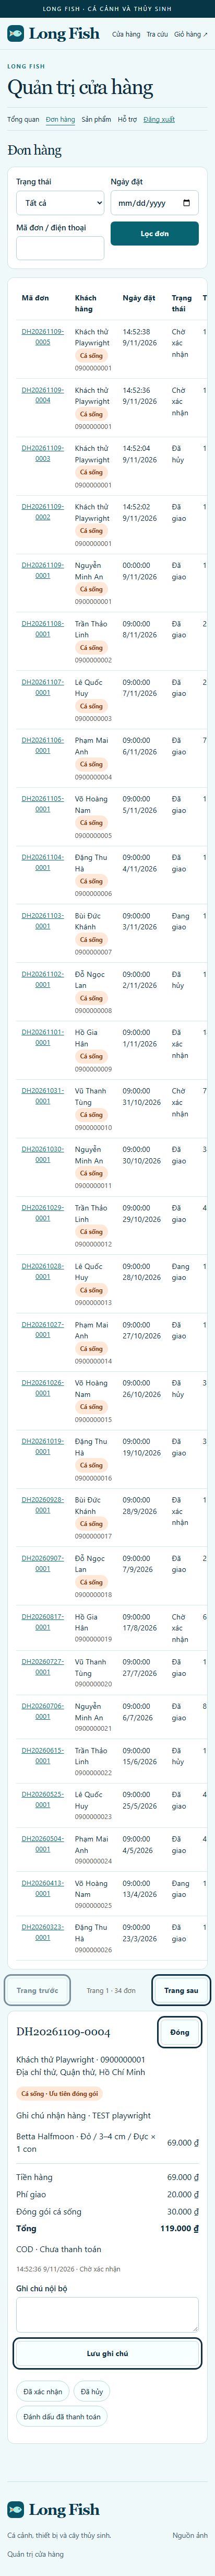 LONG FISH · CÁ CẢNH VÀ THỦY SINH
Long Fish
Cửa hàng Tra cứu Giỏ hàng ↗
LONG FISH
Quản trị cửa hàng
Tổng quan Đơn hàng Sản phẩm Hỗ trợ Đăng xuất
Đơn hàng
Trạng thái Ngày đặt
Tất cả mm/dd/yyyy
Mã đơn / điện thoại
Lọc đơn
Mã đơn Khách hàng Ngày đặt Trạng thái T
DH20261109-0005 Khách thử Playwright Cá sống 0900000001 14:52:38 9/11/2026 Chờ xác nhận 1
DH20261109-0004 Khách thử Playwright Cá sống 0900000001 14:52:36 9/11/2026 Chờ xác nhận 1
DH20261109-0003 Khách thử Playwright Cá sống 0900000001 14:52:04 9/11/2026 Đã hủy 1
DH20261109-0002 Khách thử Playwright Cá sống 0900000001 14:52:02 9/11/2026 Đã giao 1
DH20261109-0001 Nguyễn Minh An Cá sống 0900000001 00:00:00 9/11/2026 Đã giao 1
DH20261108-0001 Trần Thảo Linh Cá sống 0900000002 09:00:00 8/11/2026 Đã giao 2
DH20261107-0001 Lê Quốc Huy Cá sống 0900000003 09:00:00 7/11/2026 Đã giao 2
DH20261106-0001 Phạm Mai Anh Cá sống 0900000004 09:00:00 6/11/2026 Đã giao 7
DH20261105-0001 Võ Hoàng Nam Cá sống 0900000005 09:00:00 5/11/2026 Đã giao 1
DH20261104-0001 Đặng Thu Hà Cá sống 0900000006 09:00:00 4/11/2026 Đã giao 1
DH20261103-0001 Bùi Đức Khánh Cá sống 0900000007 09:00:00 3/11/2026 Đang giao 1
DH20261102-0001 Đỗ Ngọc Lan Cá sống 0900000008 09:00:00 2/11/2026 Đã hủy 1
DH20261101-0001 Hồ Gia Hân Cá sống 0900000009 09:00:00 1/11/2026 Đã xác nhận 1
DH20261031-0001 Vũ Thanh Tùng Cá sống 0900000010 09:00:00 31/10/2026 Chờ xác nhận 7
DH20261030-0001 Nguyễn Minh An Cá sống 0900000011 09:00:00 30/10/2026 Đã giao 3
DH20261029-0001 Trần Thảo Linh Cá sống 0900000012 09:00:00 29/10/2026 Đã giao 4
DH20261028-0001 Lê Quốc Huy Cá sống 0900000013 09:00:00 28/10/2026 Đang giao 1
DH20261027-0001 Phạm Mai Anh Cá sống 0900000014 09:00:00 27/10/2026 Đã giao 1
DH20261026-0001 Võ Hoàng Nam Cá sống 0900000015 09:00:00 26/10/2026 Đã hủy 3
DH20261019-0001 Đặng Thu Hà Cá sống 0900000016 09:00:00 19/10/2026 Đã giao 3
DH20260928-0001 Bùi Đức Khánh Cá sống 0900000017 09:00:00 28/9/2026 Đã xác nhận 1
DH20260907-0001 Đỗ Ngọc Lan Cá sống 0900000018 09:00:00 7/9/2026 Đã giao 2
DH20260817-0001 Hồ Gia Hân 0900000019 09:00:00 17/8/2026 Chờ xác nhận 6
DH20260727-0001 Vũ Thanh Tùng 0900000020 09:00:00 27/7/2026 Đã giao 1
DH20260706-0001 Nguyễn Minh An 0900000021 09:00:00 6/7/2026 Đã giao 8
DH20260615-0001 Trần Thảo Linh 0900000022 09:00:00 15/6/2026 Đã hủy 1
DH20260525-0001 Lê Quốc Huy 0900000023 09:00:00 25/5/2026 Đã giao 4
DH20260504-0001 Phạm Mai Anh 0900000024 09:00:00 4/5/2026 Đã giao 4
DH20260413-0001 Võ Hoàng Nam 0900000025 09:00:00 13/4/2026 Đang giao 1
DH20260323-0001 Đặng Thu Hà 0900000026 09:00:00 23/3/2026 Đã giao 1
Trang trước Trang 1 · 34 đơn Trang sau
DH20261109-0004 Đóng
Khách thử Playwright · 0900000001
Địa chỉ thử, Quận thử, Hồ Chí Minh
Cá sống · Ưu tiên đóng gói
Ghi chú nhận hàng · TEST playwright
Betta Halfmoon · Đỏ / 3–4 cm / Đực × 1 con 69.000 ₫
Tiền hàng 69.000 ₫
Phí giao 20.000 ₫
Đóng gói cá sống 30.000 ₫
Tổng 119.000 ₫
COD · Chưa thanh toán
14:52:36 9/11/2026 · Chờ xác nhận
Ghi chú nội bộ
Lưu ghi chú
Đã xác nhận Đã hủy
Đánh dấu đã thanh toán
Long Fish
Cá cảnh, thiết bị và cây thủy sinh. Nguồn ảnh
Quản trị cửa hàng